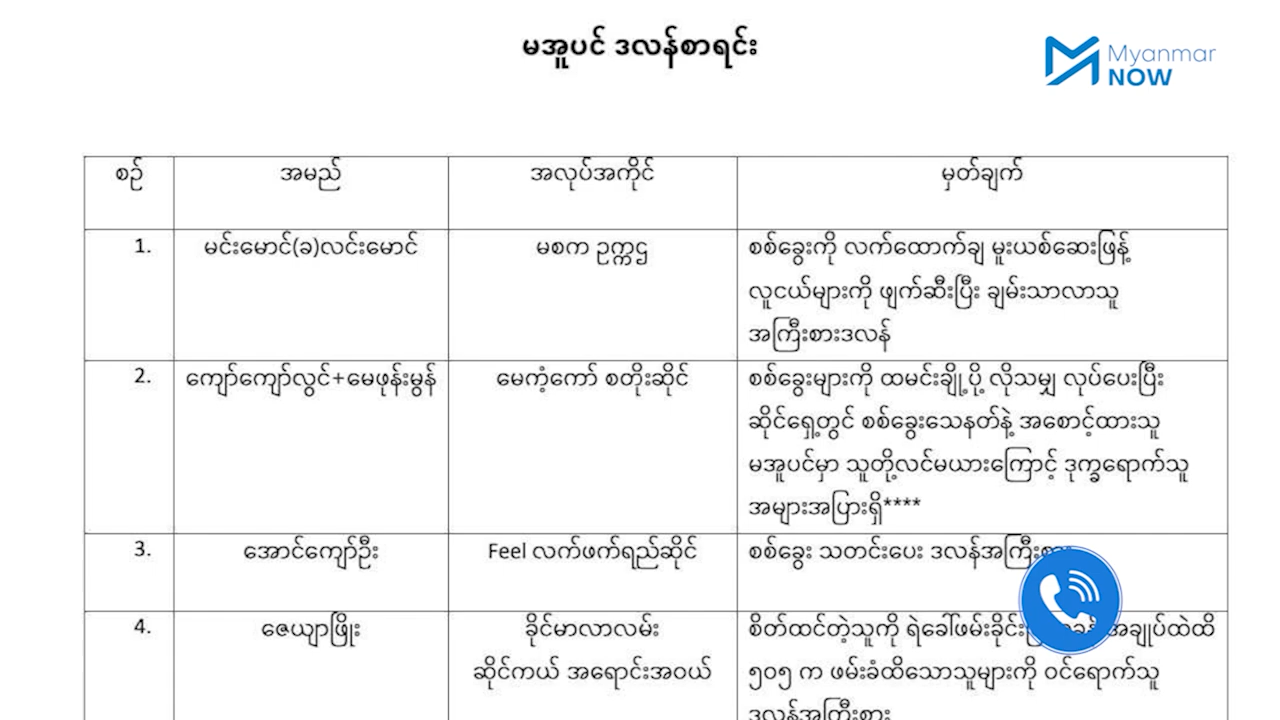 မအူပင် ဒလန်စာရင်း
Myanmar
NOW
စဉ် အမည် အလုပ်အကိုင် မှတ်ချက်
1. မင်းမောင်(ခ)လင်းမောင် မစက ဥက္ကဌ စစ်ခွေးကို လက်ထောက်ချ မူးယစ်ဆေးဖြန့်
လူငယ်များကို ဖျက်ဆီးပြီး ချမ်းသာလာသူ
အကြီးစားဒလန်
2. ကျော်ကျော်လွင်+မေဖုန်းမွန် မေကံ့ကော် စတိုးဆိုင် စစ်ခွေးများကို ထမင်းချို့ပို့ လိုသမျှ လုပ်ပေးပြီး
ဆိုင်ရှေ့တွင် စစ်ခွေးသေနတ်နဲ့ အစောင့်ထားသူ
မအူပင်မှာ သူတို့လင်မယားကြောင့် ဒုက္ခရောက်သူ
အများအပြားရှိ****
3. အောင်ကျော်ဦး Feel လက်ဖက်ရည်ဆိုင် စစ်ခွေး သတင်းပေး ဒလန်အကြီးစား
4. ဇေယျာဖြိုး ခိုင်မာလာလမ်း စိတ်ထင်တဲ့သူကို ရဲခေါ်ဖမ်းခိုင်း အချုပ်ထဲထိ
ဆိုင်ကယ် အရောင်းအဝယ် ၅၀၅ က ဖမ်းခံထိသောသူများကို ဝင်ရောက်သူ
ဒလန်အကြီးစား